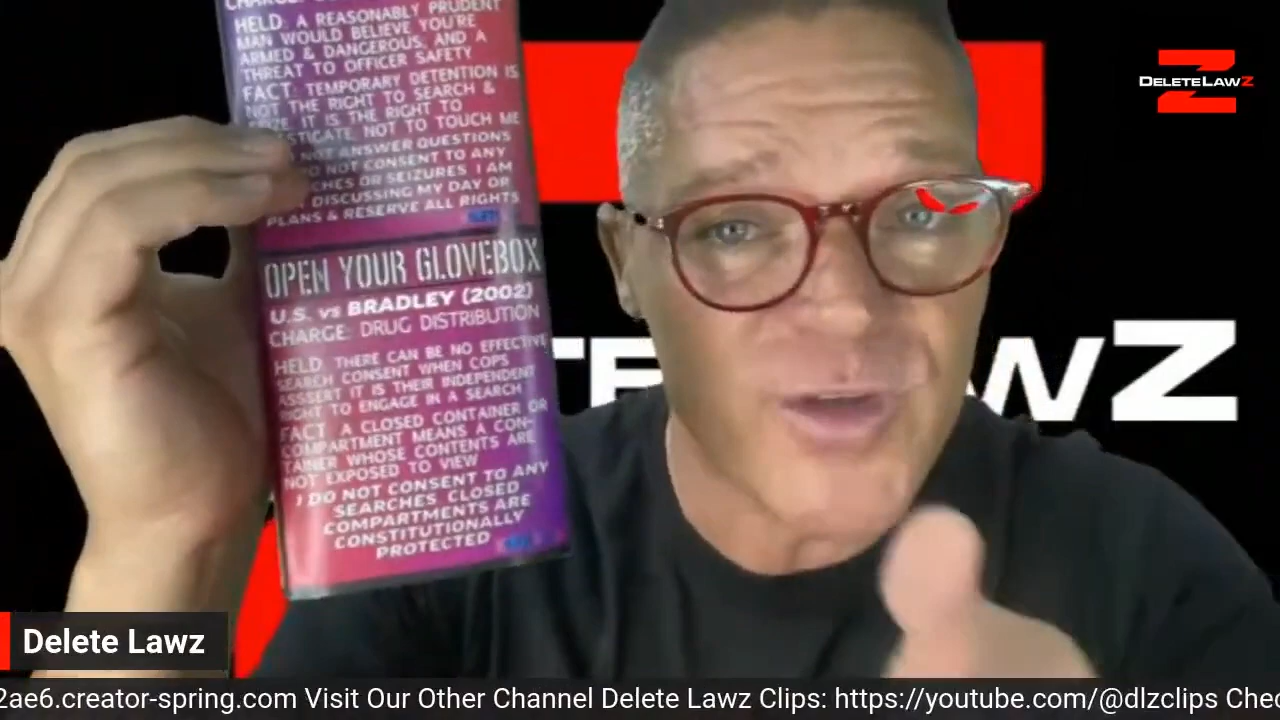 HELD: A REASONABLY PRUDENT
MAN WOULD BELIEVE YOU'RE
ARMED & DANGEROUS, AND A
THREAT TO OFFICER SAFETY
FACT: TEMPORARY DETENTION IS
NOT THE RIGHT TO SEARCH &
IT IS THE RIGHT TO
NOT TO TOUCH ME
NOT ANSWER QUESTIONS
NOT CONSENT TO ANY
OR SEIZURES I AM
DISCUSSING MY DAY OR
PLANS & RESERVE ALL RIGHTS
OPEN YOUR GLOVEBOX
U.S. vs BRADLEY (2002)
CHARGE: DRUG DISTRIBUTION
HELD: THERE CAN BE NO EFFECTIVE
SEARCH CONSENT WHEN COPS
ASSSERT IT IS THEIR INDEPENDENT
RIGHT TO ENGAGE IN A SEARCH
FACT: A CLOSED CONTAINER OR
COMPARTMENT MEANS A CON-
TAINER WHOSE CONTENTS ARE
NOT EXPOSED TO VIEW
I DO NOT CONSENT TO ANY
SEARCHES. CLOSED
COMPARTMENTS ARE
CONSTITUTIONALLY
PROTECTED
DELETELAWZ
WZ
Delete Lawz
2ae6.creator-spring.com Visit Our Other Channel Delete Lawz Clips: https://youtube.com/@dlzclips Chec